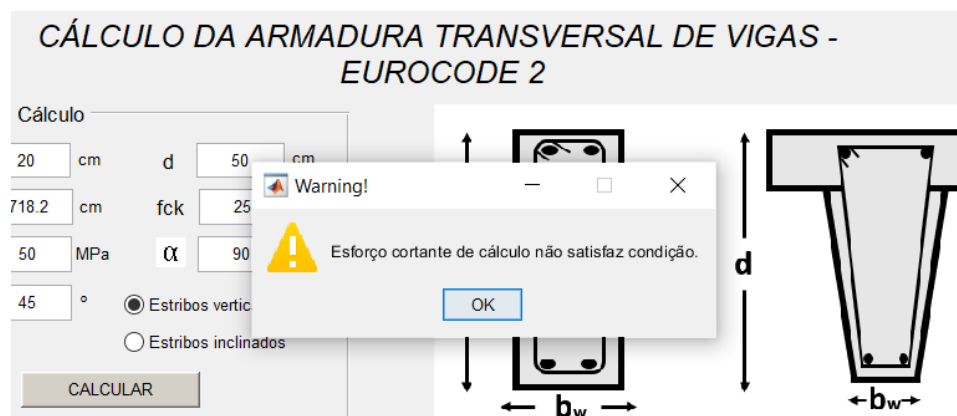 CÁLCULO DA ARMADURA TRANSVERSAL DE VIGAS -
EUROCODE 2
Cálculo
20 cm d 50 cm
718.2 cm fck 25
50 MPa α 90
45 º Estribos vertic
Estribos inclinados
CALCULAR
Warning!
Esforço cortante de cálculo não satisfaz condição.
OK
d
bw
bw